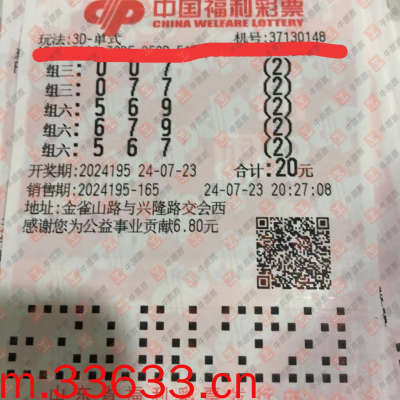 中国福利彩票
CHINA WELFARE LOTTERY
玩法:3D-单式 机号:37130148
组三: 0 0 7 (2)
组三: 0 7 7 (2)
组六: 5 6 9 (2)
组六: 6 7 9 (2)
组六: 5 6 7 (2)
开奖期:2024195 24-07-23 合计:20元
销售期:2024195-165 24-07-23 20:27:08
地址:金雀山路与兴隆路交会西
感谢您为公益事业贡献6.80元
m.33633.cn